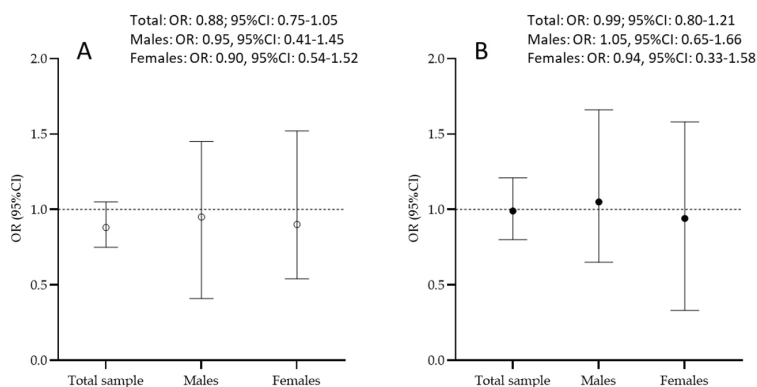 Total: OR: 0.88; 95%CI: 0.75-1.05
Males: OR: 0.95, 95%CI: 0.41-1.45
Females: OR: 0.90, 95%CI: 0.54-1.52
A
2.0
1.5
1.0
0.5
0.0
OR (95%CI)
Total sample Males Females
Total: OR: 0.99; 95%CI: 0.80-1.21
Males: OR: 1.05, 95%CI: 0.65-1.66
Females: OR: 0.94, 95%CI: 0.33-1.58
B
2.0
1.5
1.0
0.5
0.0
OR (95%CI)
Total sample Males Females